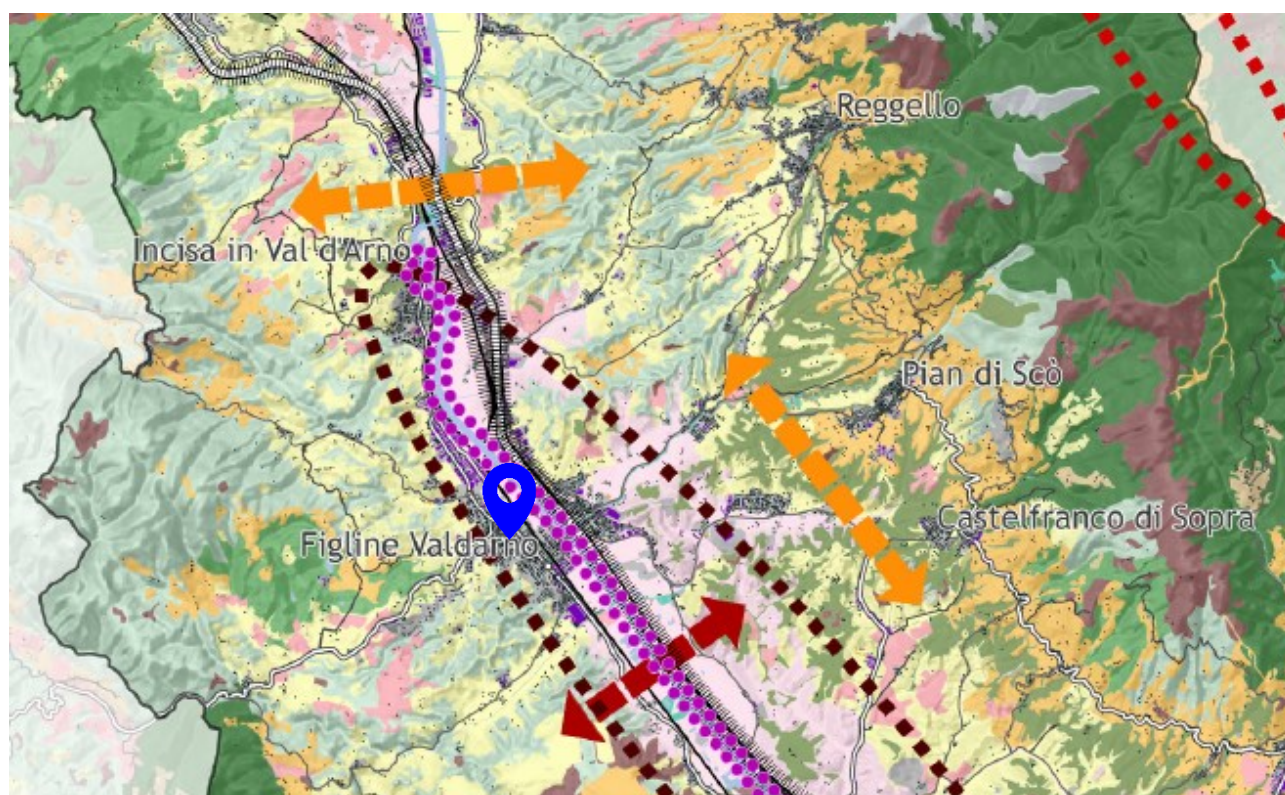 Reggello
Incisa in Val d'Arno
Pian di Scò
Castelfranco di Sopra
Figline Valdarno